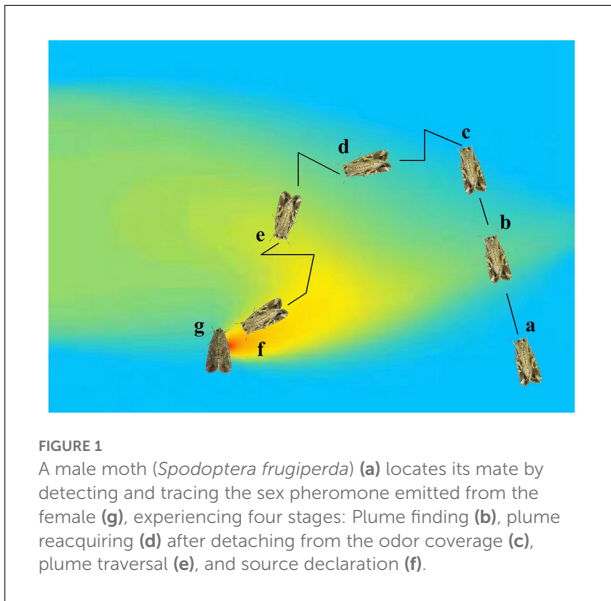 c
d
b
e
a
g
f
FIGURE 1
A male moth (Spodoptera frugiperda) (a) locates its mate by
detecting and tracing the sex pheromone emitted from the
female (g), experiencing four stages: Plume finding (b), plume
reacquiring (d) after detaching from the odor coverage (c),
plume traversal (e), and source declaration (f).